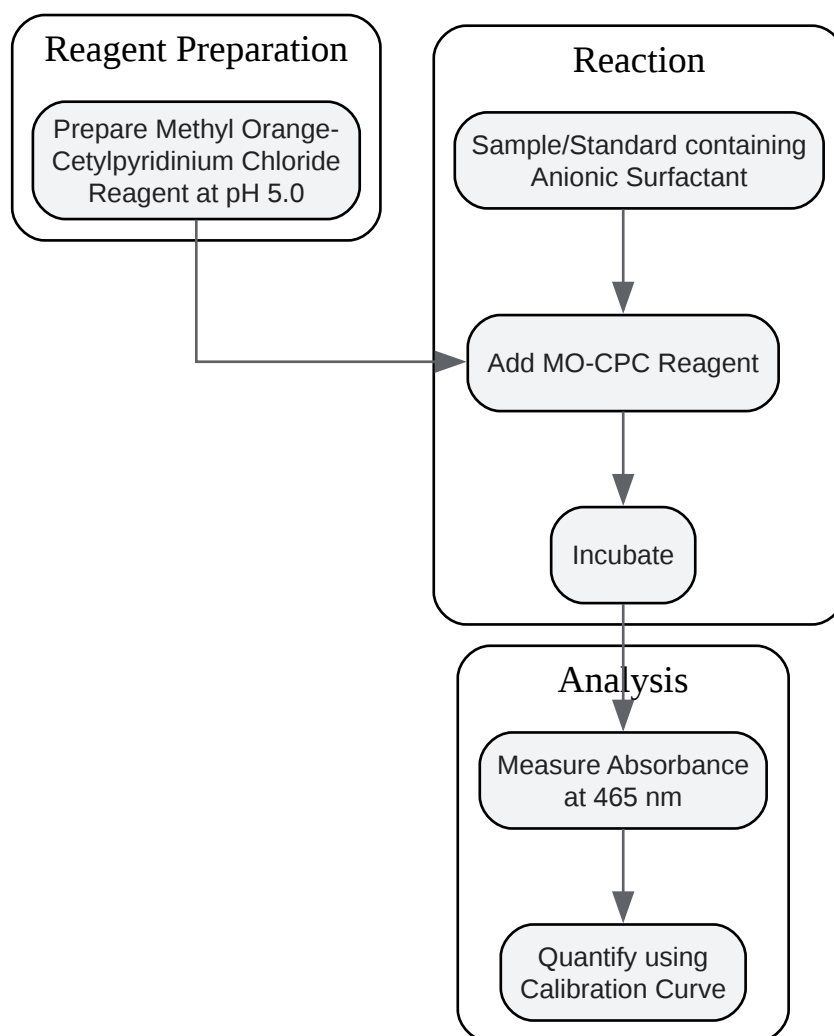 Reagent Preparation
Prepare Methyl Orange-
Cetylpyridinium Chloride
Reagent at pH 5.0
Reaction
Sample/Standard containing
Anionic Surfactant
Add MO-CPC Reagent
Incubate
Analysis
Measure Absorbance
at 465 nm
Quantify using
Calibration Curve